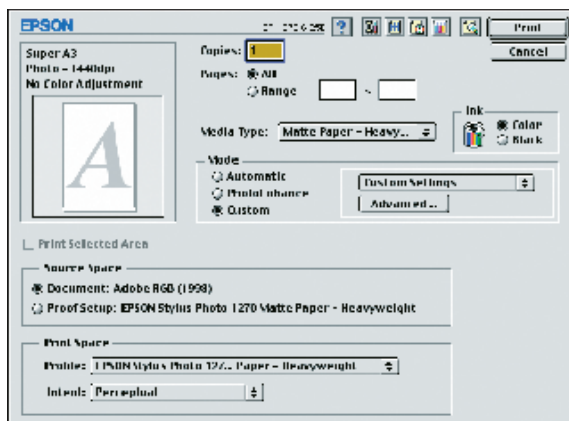 EPSON
Print
Cancel
Super A3
Photo - 1440dpi
No Color Adjustment
A
Copies: 1
Pages: All
Range
~
Media Type: Matte Paper - Heavy...
Ink
Color
Black
Mode
Automatic
PhotoEnhance
Custom
Custom Settings
Advanced...
Print Selected Area
Source Space
Document: Adobe RGB (1998)
Proof Setup: EPSON Stylus Photo 1270 Matte Paper - Heavyweight
Print Space
Profile: EPSON Stylus Photo 127... Paper - Heavyweight
Intent: Perceptual